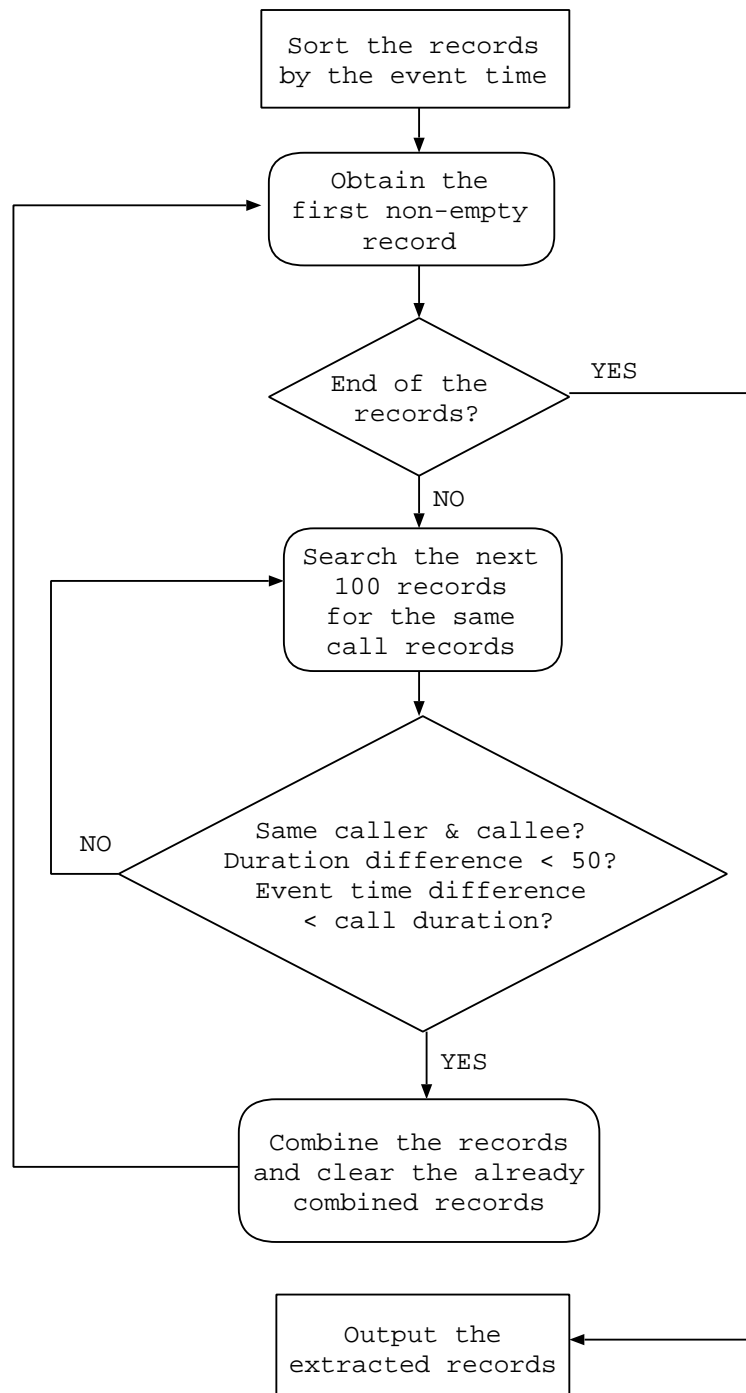 Sort the records
by the event time
Obtain the
first non-empty
record
End of the
records?
YES
NO
Search the next
100 records
for the same
call records
NO
Same caller & callee?
Duration difference < 50?
Event time difference
< call duration?
YES
Combine the records
and clear the already
combined records
Output the
extracted records